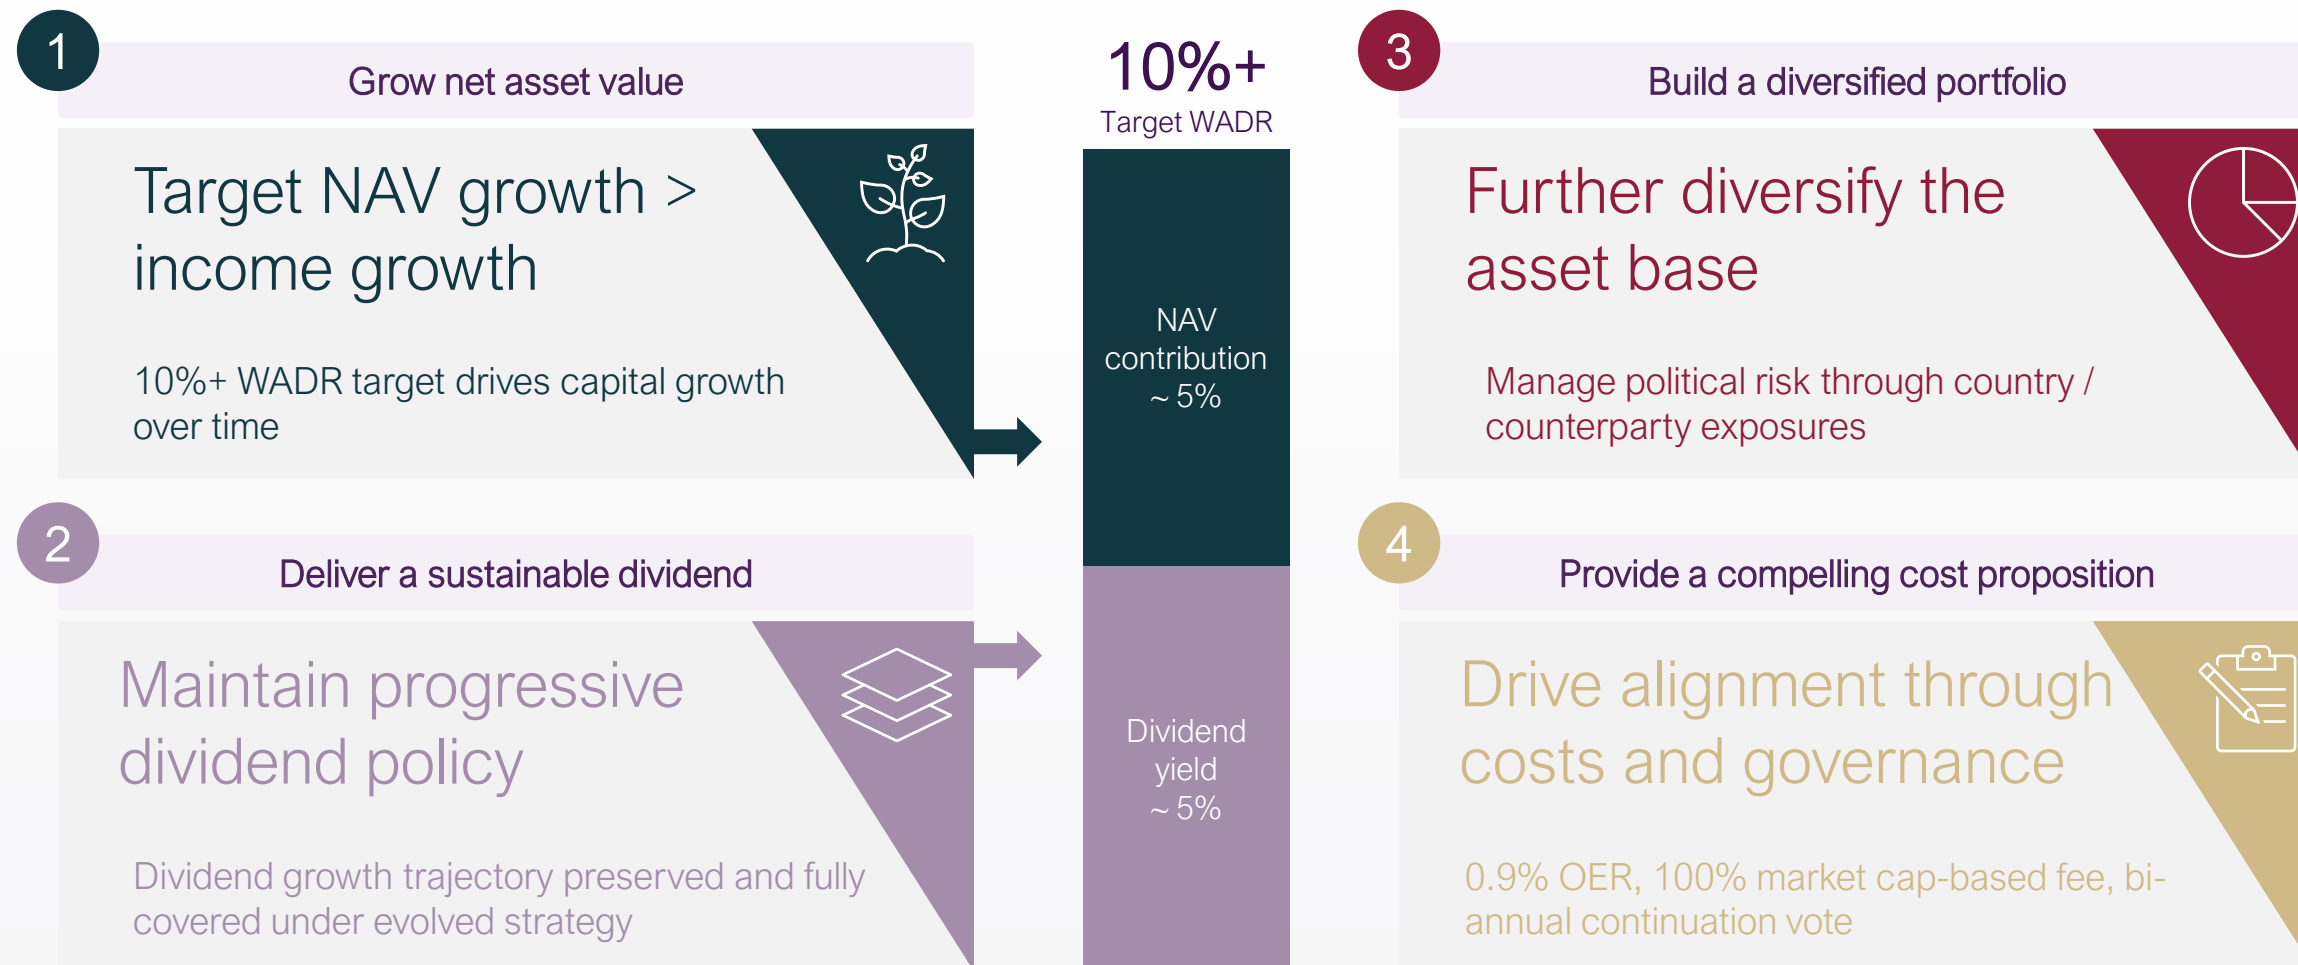 1
Grow net asset value
Target NAV growth >
income growth
10%+ WADR target drives capital growth
over time
2
Deliver a sustainable dividend
Maintain progressive
dividend policy
Dividend growth trajectory preserved and fully
covered under evolved strategy
10%+
Target WADR
NAV
contribution
~ 5%
Dividend
yield
~ 5%
3
Build a diversified portfolio
Further diversify the
asset base
Manage political risk through country /
counterparty exposures
4
Provide a compelling cost proposition
Drive alignment through
costs and governance
0.9% OER, 100% market cap-based fee, bi-
annual continuation vote